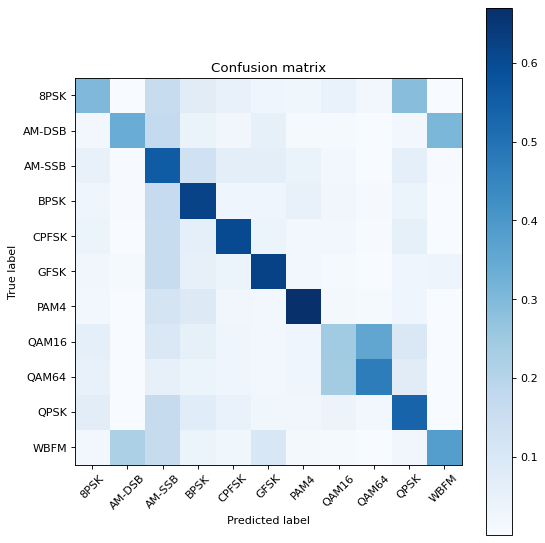 Confusion matrix
True label
8PSK
AM-DSB
AM-SSB
BPSK
CPFSK
GFSK
PAM4
QAM16
QAM64
QPSK
WBFM
8PSK
AM-DSB
AM-SSB
BPSK
CPFSK
GFSK
PAM4
QAM16
QAM64
QPSK
WBFM
Predicted label
0.6
0.5
0.4
0.3
0.2
0.1